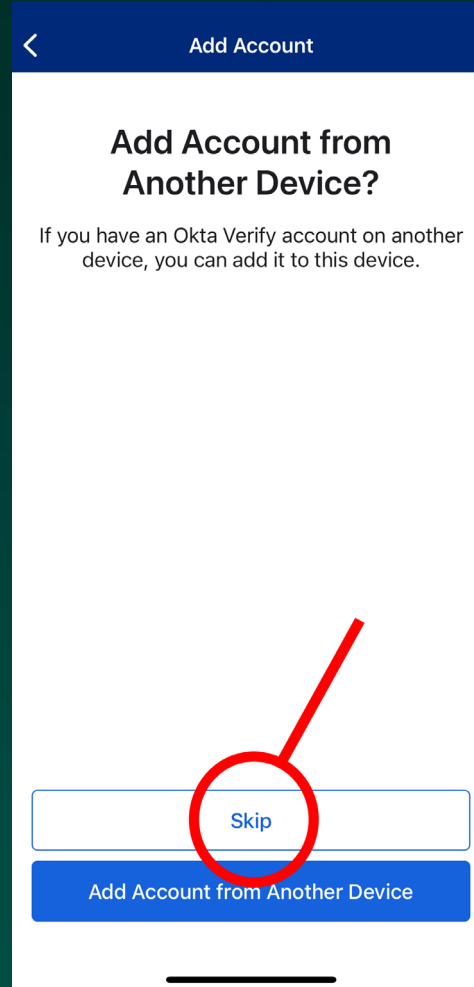 Add Account
Add Account from
Another Device?
If you have an Okta Verify account on another
device, you can add it to this device.
Skip
Add Account from Another Device